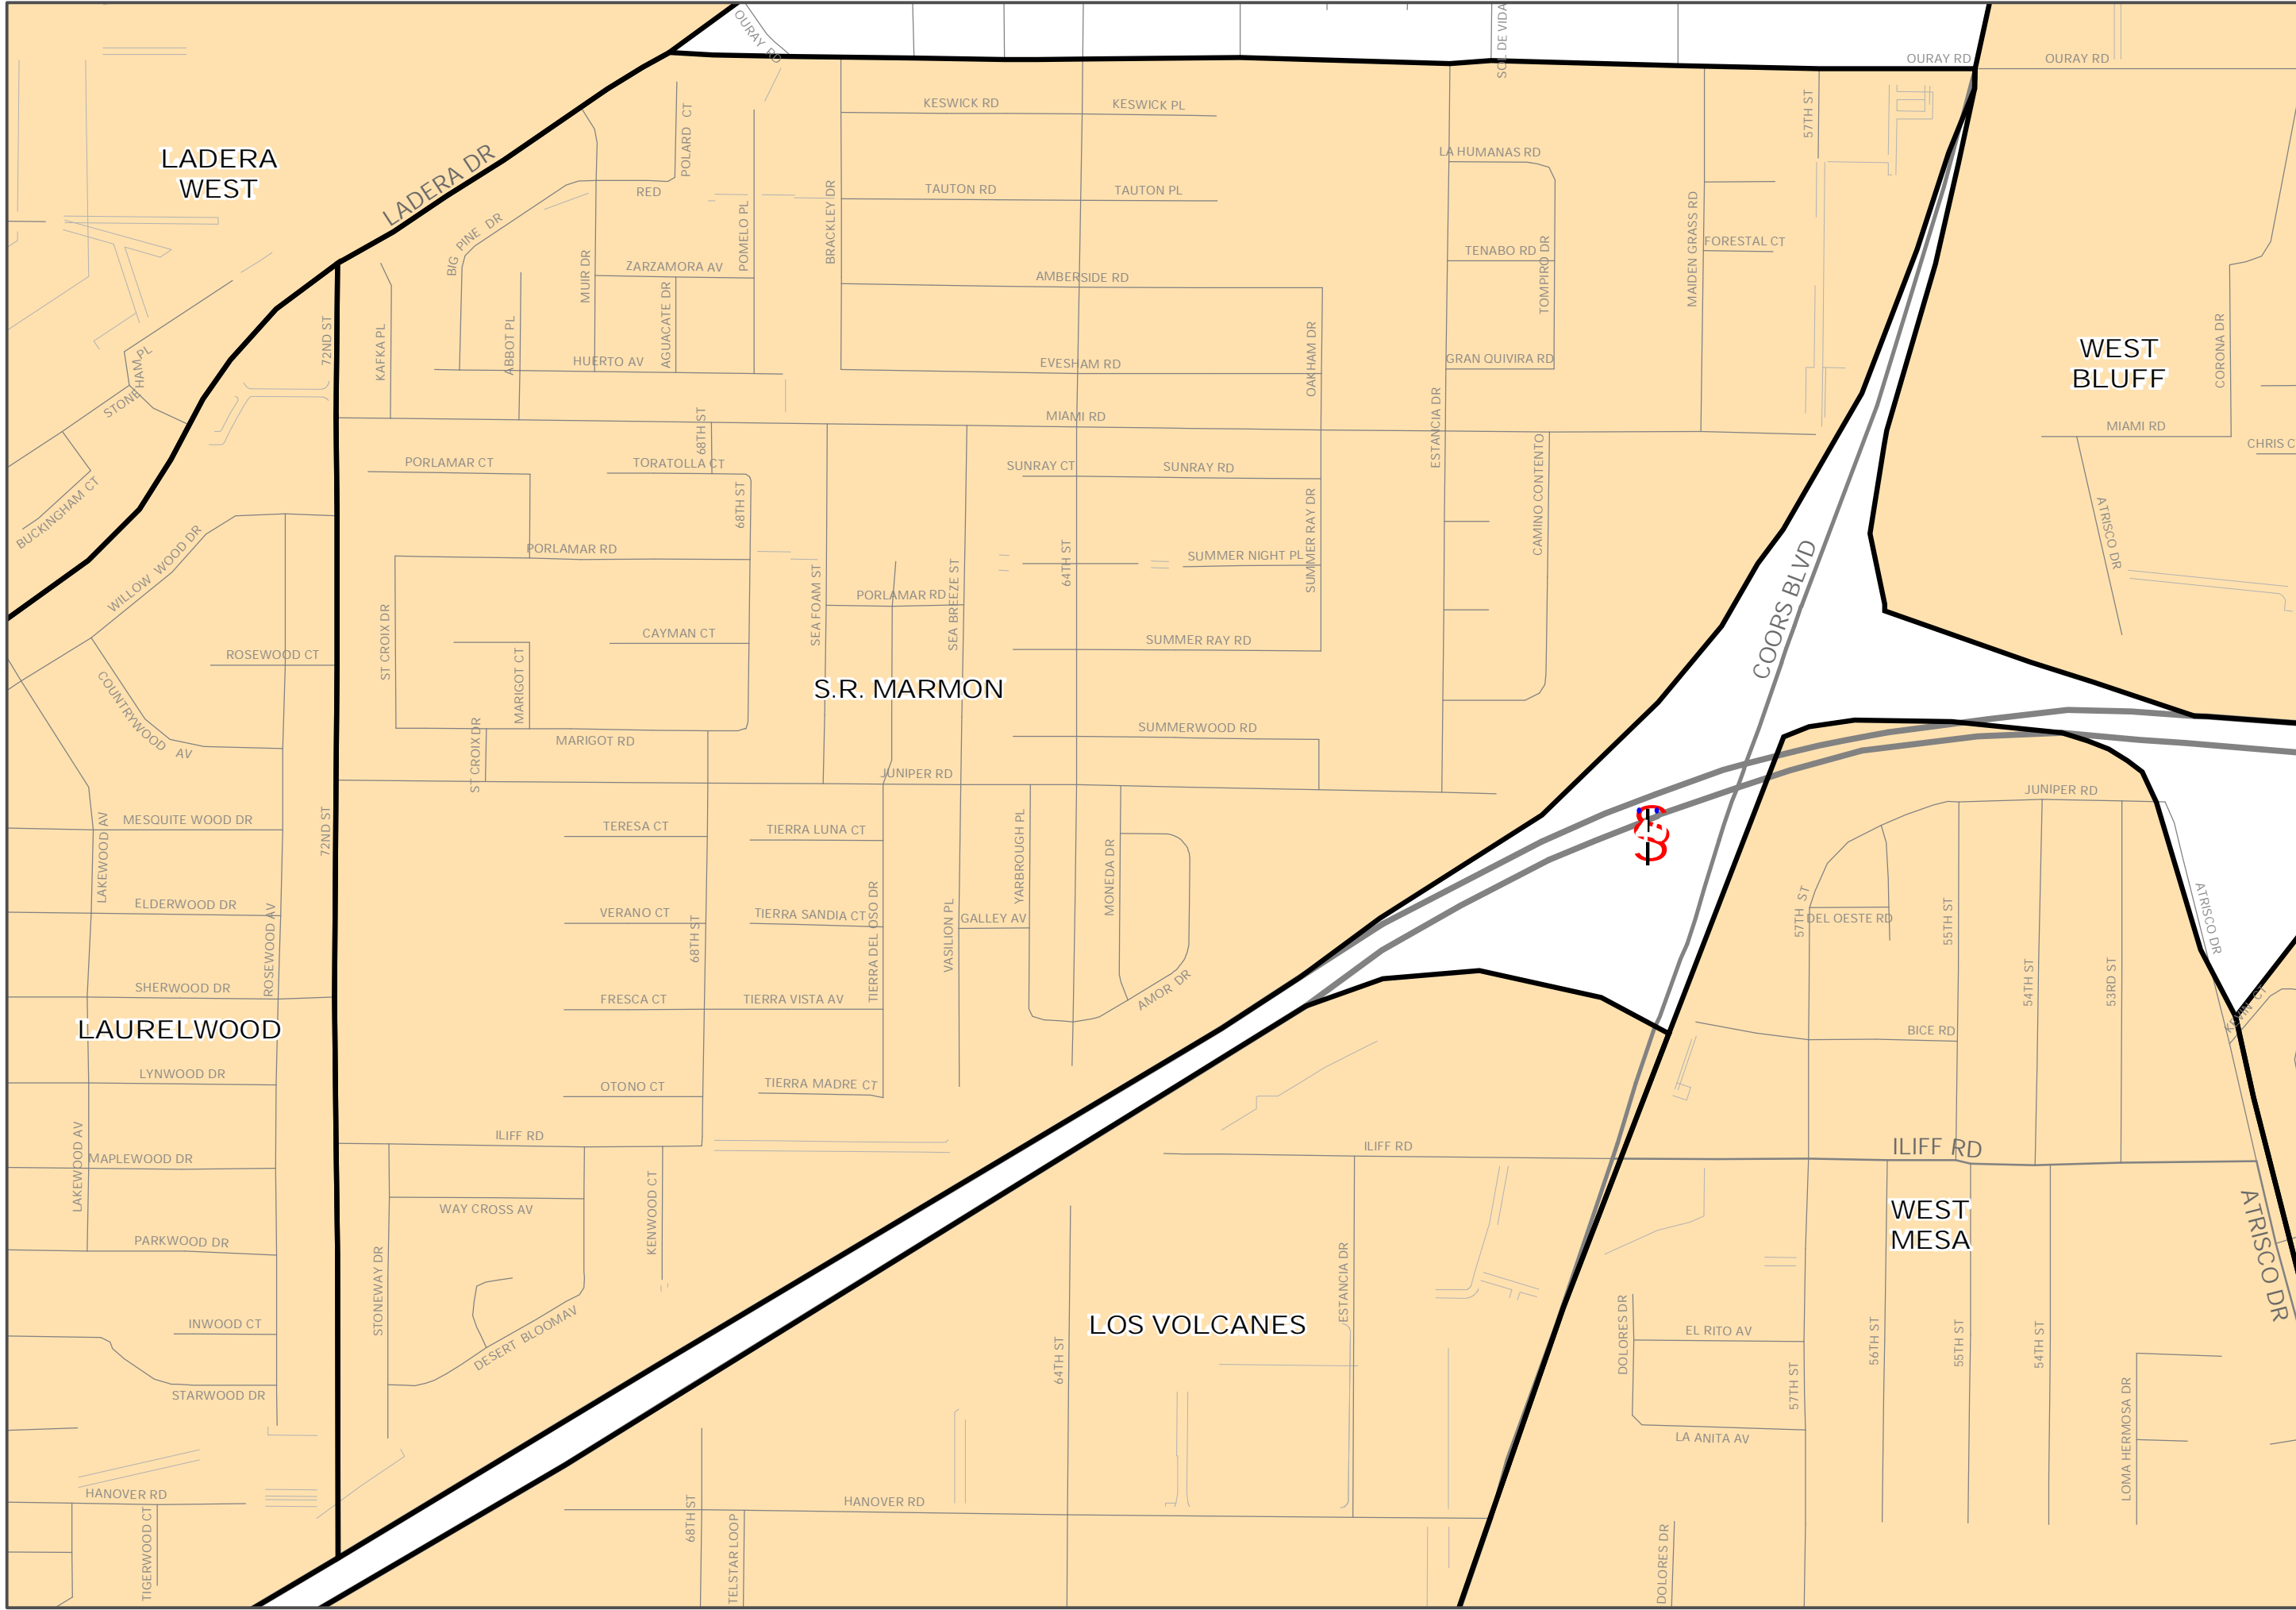 OURAY RD
SOL DE VIDA
OURAY RD
OURAY RD
LADERA
WEST
LADERA DR
POLARD CT
KESWICK RD
KESWICK PL
57TH ST
LA HUMANAS RD
RED
TAUTON RD
TAUTON PL
BIG PINE DR
POMELO PL
BRACKLEY DR
MAIDEN GRASS RD
FORESTAL CT
TENABO RD
TOMPIRO DR
MUIR DR
ZARZAMORA AV
AMBERSIDE RD
AGUACATE DR
72ND ST
KAFKA PL
ABBOT PL
HUERTO AV
EVESHAM RD
OAKHAM DR
GRAN QUIVIRA RD
WEST
BLUFF
CORONA DR
STONEHAM PL
68TH ST
MIAMI RD
ESTANCIA DR
MIAMI RD
CHRIS C
PORLAMAR CT
TORATOLLA CT
SUNRAY CT
SUNRAY RD
CAMINO CONTENTO
BUCKINGHAM CT
68TH ST
SUMMER RAY DR
ATRISCO DR
WILLOW WOOD DR
PORLAMAR RD
64TH ST
SUMMER NIGHT PL
COORS BLVD
SEA FOAM ST
PORLAMAR RD
SEA BREEZE ST
ST CROIX DR
CAYMAN CT
SUMMER RAY RD
ROSEWOOD CT
COUNTRYWOOD AV
MARIGOT CT
S.R. MARMON
ST CROIX DR
MARIGOT RD
SUMMERWOOD RD
JUNIPER RD
JUNIPER RD
MESQUITE WOOD DR
LAKEWOOD AV
72ND ST
TERESA CT
TIERRA LUNA CT
YARBROUGH PL
MONEDA DR
ELDERWOOD DR
ROSEWOOD AV
VERANO CT
68TH ST
TIERRA SANDIA CT
TIERRA DEL OSO DR
VASILION PL
GALLEY AV
57TH ST
DEL OESTE RD
55TH ST
ATRISCO DR
SHERWOOD DR
FRESCA CT
TIERRA VISTA AV
AMOR DR
54TH ST
53RD ST
KEVIN CT
LAURELWOOD
BICE RD
LYNWOOD DR
OTONO CT
TIERRA MADRE CT
ILIFF RD
ILIFF RD
ILIFF RD
LAKEWOOD AV
MAPLEWOOD DR
WAY CROSS AV
KENWOOD CT
WEST
MESA
ATRISCO DR
PARKWOOD DR
STONEWAY DR
ESTANCIA DR
INWOOD CT
DESERT BLOOM AV
LOS VOLCANES
64TH ST
DOLORES DR
EL RITO AV
56TH ST
55TH ST
54TH ST
STARWOOD DR
57TH ST
LOMA HERMOSA DR
LA ANITA AV
HANOVER RD
HANOVER RD
TIGERWOOD CT
68TH ST
TELSTAR LOOP
DOLORES DR